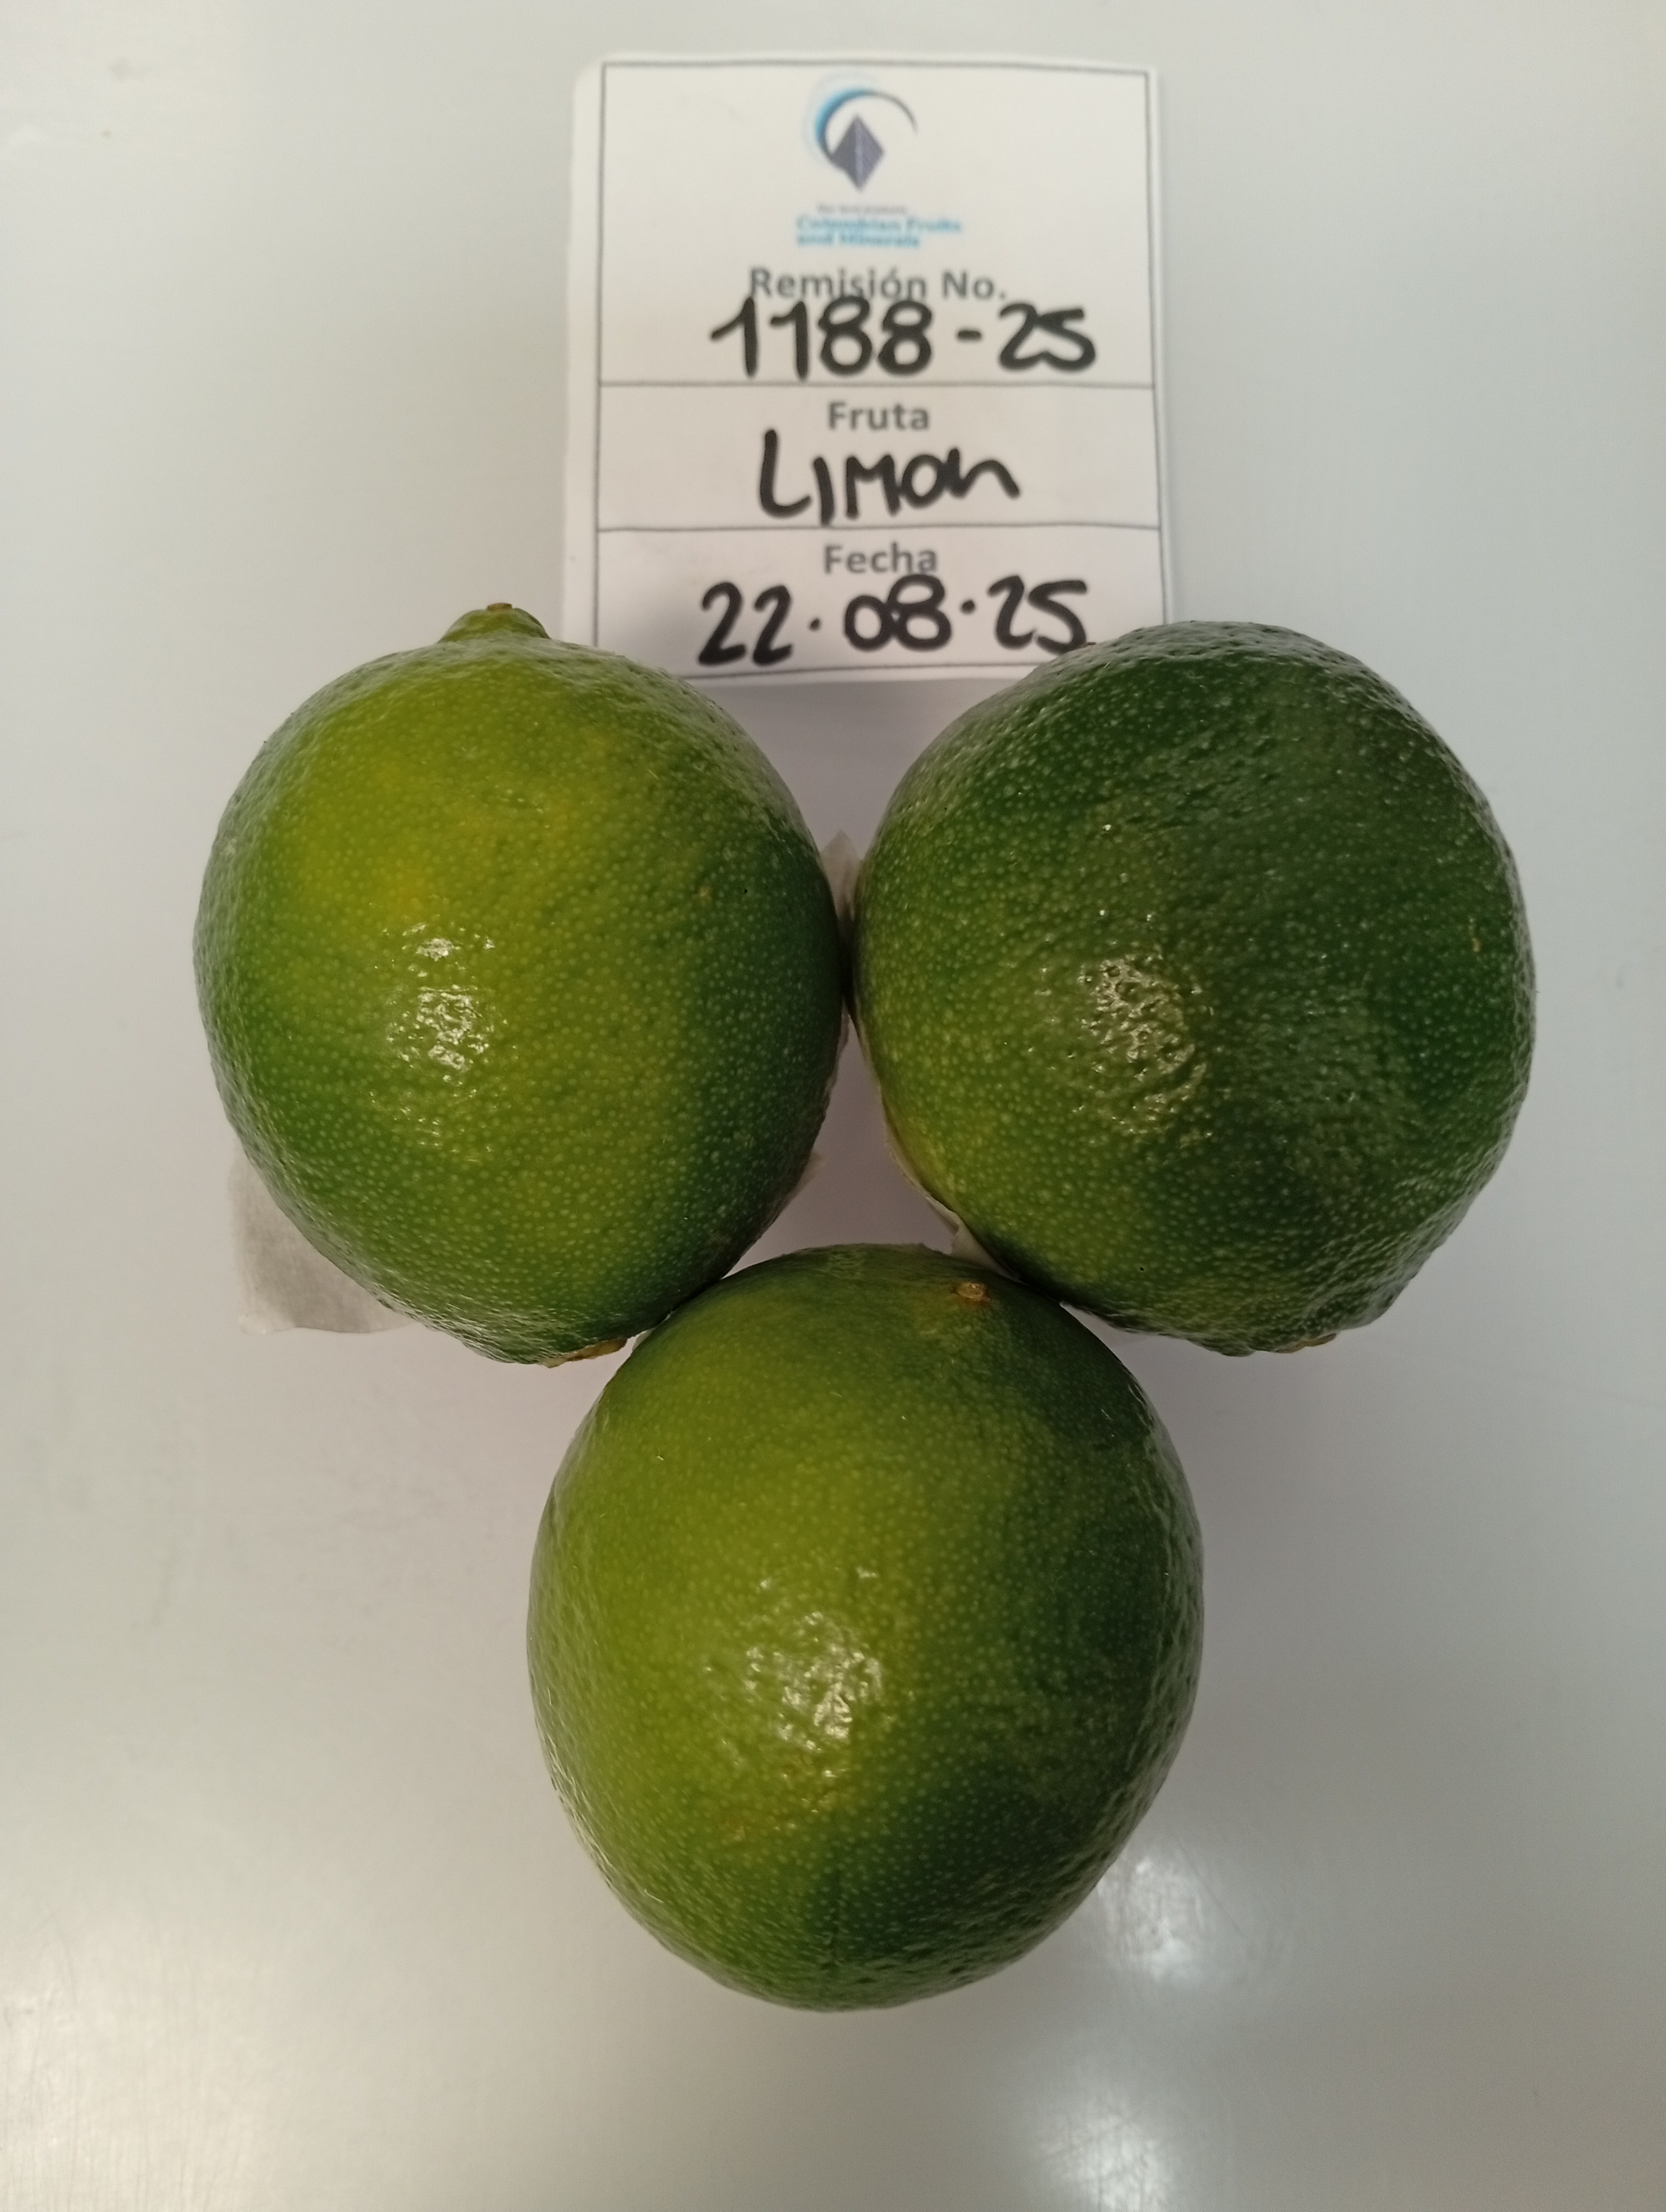 Colombian Fruits
and Minerals
Remisión No.
1188-25
Fruta
LIMon
Fecha
22.08.25